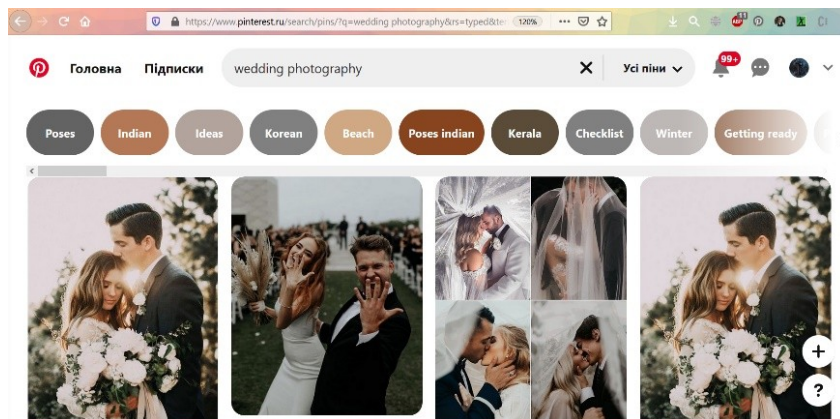 https://www.pinterest.ru/search/pins/?q=wedding photography&rs=typed&te
120%
Головна
Підписки
wedding photography
Усі піни
99+
Poses
Indian
Ideas
Korean
Beach
Poses indian
Kerala
Checklist
Winter
Getting ready
+
?